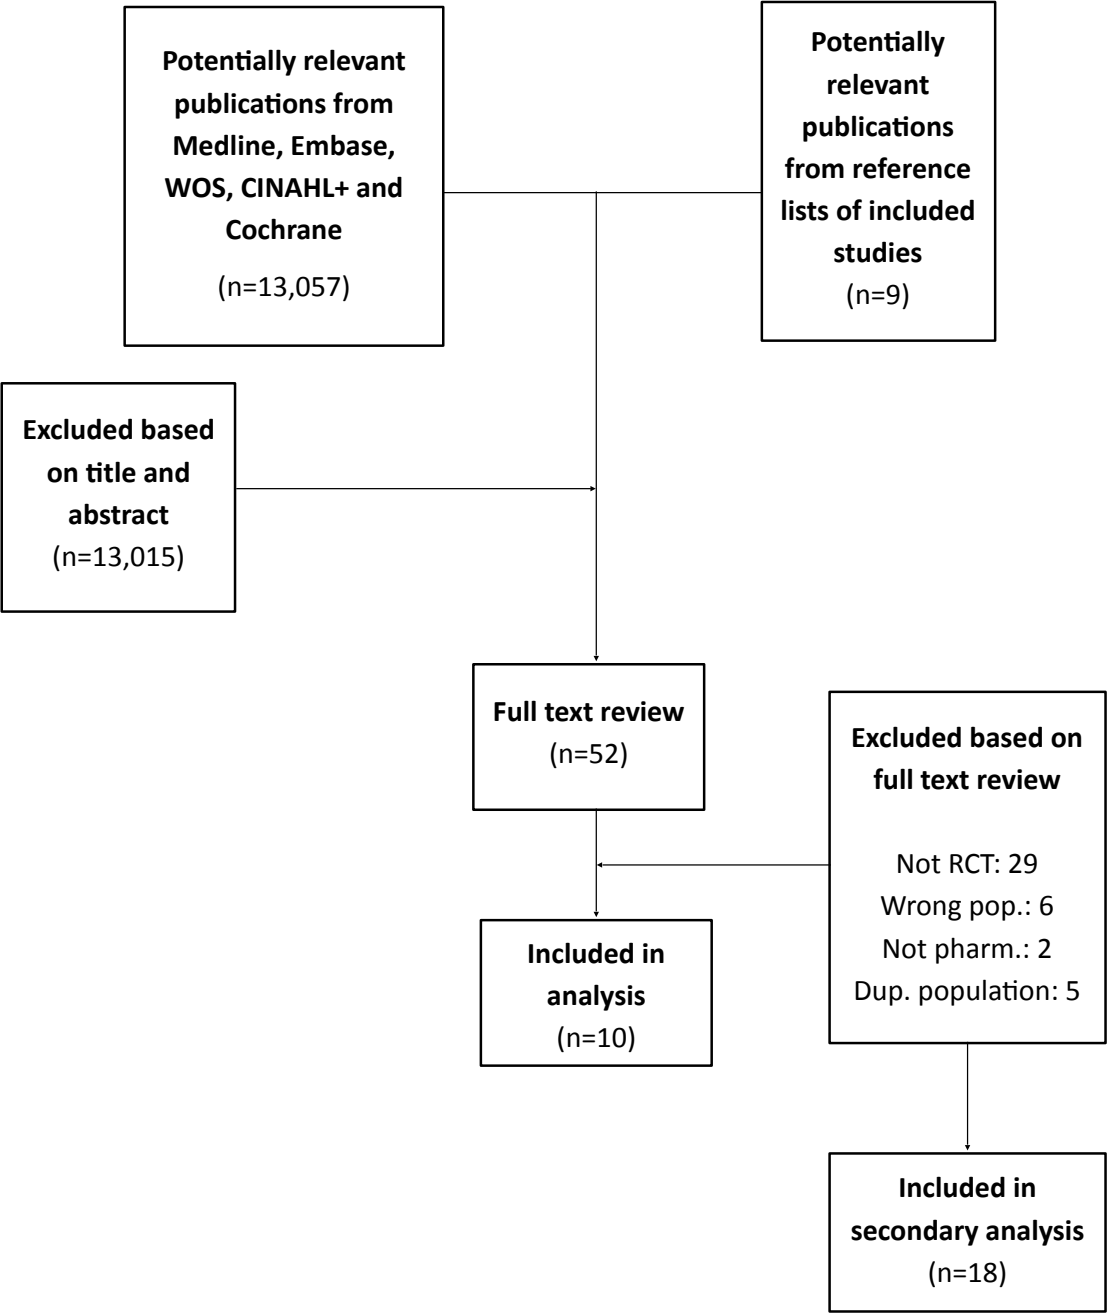 Potentially relevant
publications from
Medline, Embase,
WOS, CINAHL+ and
Cochrane
(n=13,057)
Potentially
relevant
publications
from reference
lists of included
studies
(n=9)
Excluded based
on title and
abstract
(n=13,015)
Full text review
(n=52)
Excluded based on
full text review
Not RCT: 29
Wrong pop.: 6
Not pharm.: 2
Dup. population: 5
Included in
analysis
(n=10)
Included in
secondary analysis
(n=18)